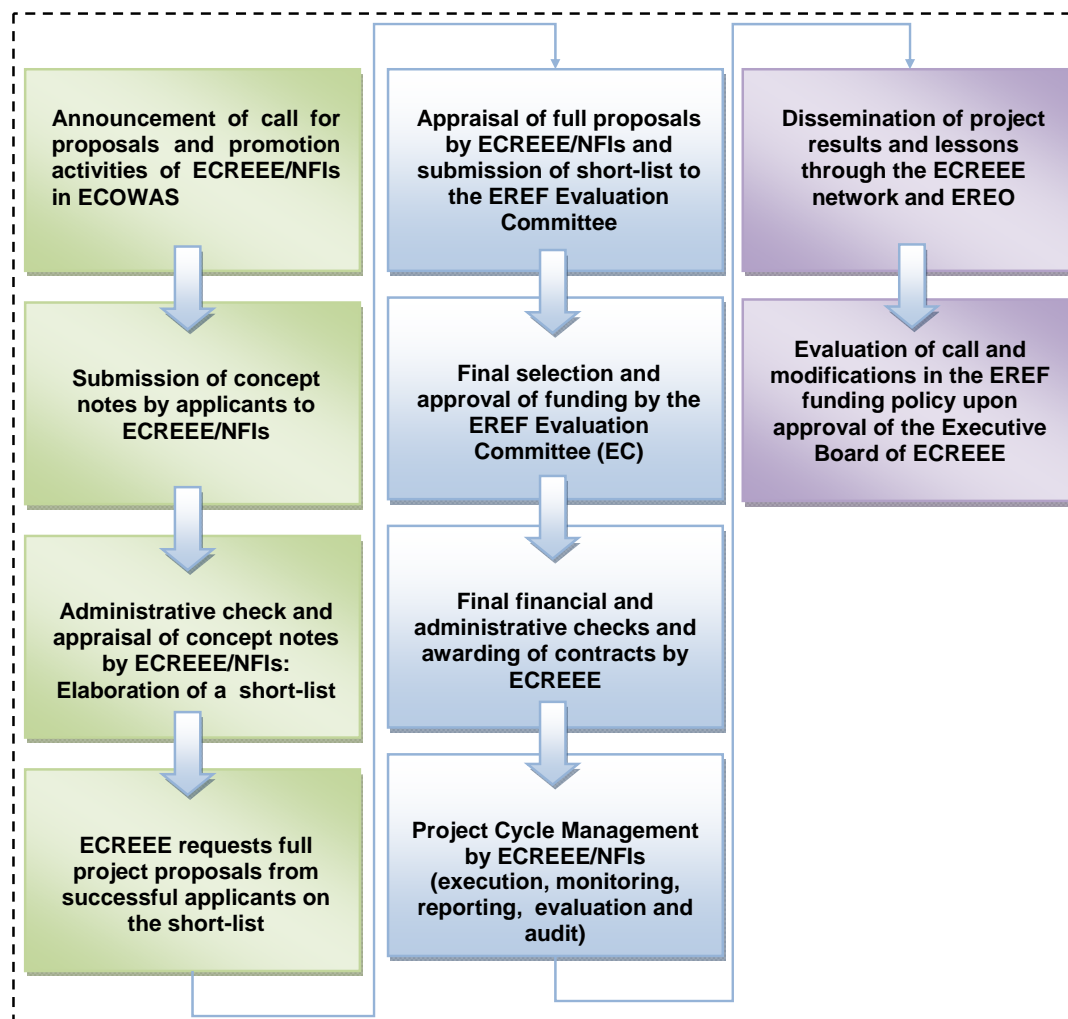 Announcement of call for
proposals and promotion
activities of ECREEE/NFIs
in ECOWAS
Submission of concept
notes by applicants to
ECREEE/NFIs
Administrative check and
appraisal of concept notes
by ECREEE/NFIs:
Elaboration of a short-list
ECREEE requests full
project proposals from
successful applicants on
the short-list
Appraisal of full proposals
by ECREEE/NFIs and
submission of short-list to
the EREF Evaluation
Committee
Final selection and
approval of funding by the
EREF Evaluation
Committee (EC)
Final financial and
administrative checks and
awarding of contracts by
ECREEE
Project Cycle Management
by ECREEE/NFIs
(execution, monitoring,
reporting, evaluation and
audit)
Dissemination of project
results and lessons
through the ECREEE
network and EREO
Evaluation of call and
modifications in the EREF
funding policy upon
approval of the Executive
Board of ECREEE